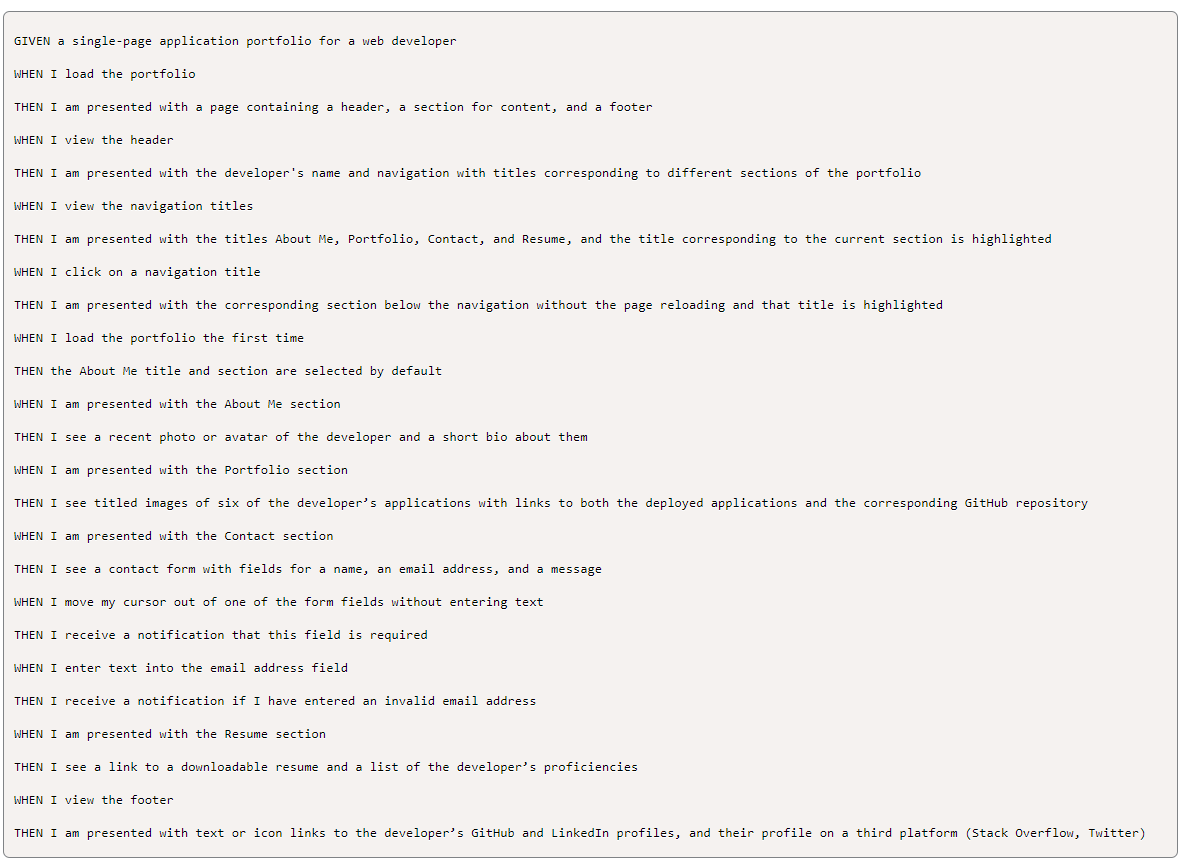 GIVEN a single-page application portfolio for a web developer
WHEN I load the portfolio
THEN I am presented with a page containing a header, a section for content, and a footer
WHEN I view the header
THEN I am presented with the developer's name and navigation with titles corresponding to different sections of the portfolio
WHEN I view the navigation titles
THEN I am presented with the titles About Me, Portfolio, Contact, and Resume, and the title corresponding to the current section is highlighted
WHEN I click on a navigation title
THEN I am presented with the corresponding section below the navigation without the page reloading and that title is highlighted
WHEN I load the portfolio the first time
THEN the About Me title and section are selected by default
WHEN I am presented with the About Me section
THEN I see a recent photo or avatar of the developer and a short bio about them
WHEN I am presented with the Portfolio section
THEN I see titled images of six of the developer’s applications with links to both the deployed applications and the corresponding GitHub repository
WHEN I am presented with the Contact section
THEN I see a contact form with fields for a name, an email address, and a message
WHEN I move my cursor out of one of the form fields without entering text
THEN I receive a notification that this field is required
WHEN I enter text into the email address field
THEN I receive a notification if I have entered an invalid email address
WHEN I am presented with the Resume section
THEN I see a link to a downloadable resume and a list of the developer’s proficiencies
WHEN I view the footer
THEN I am presented with text or icon links to the developer’s GitHub and LinkedIn profiles, and their profile on a third platform (Stack Overflow, Twitter)